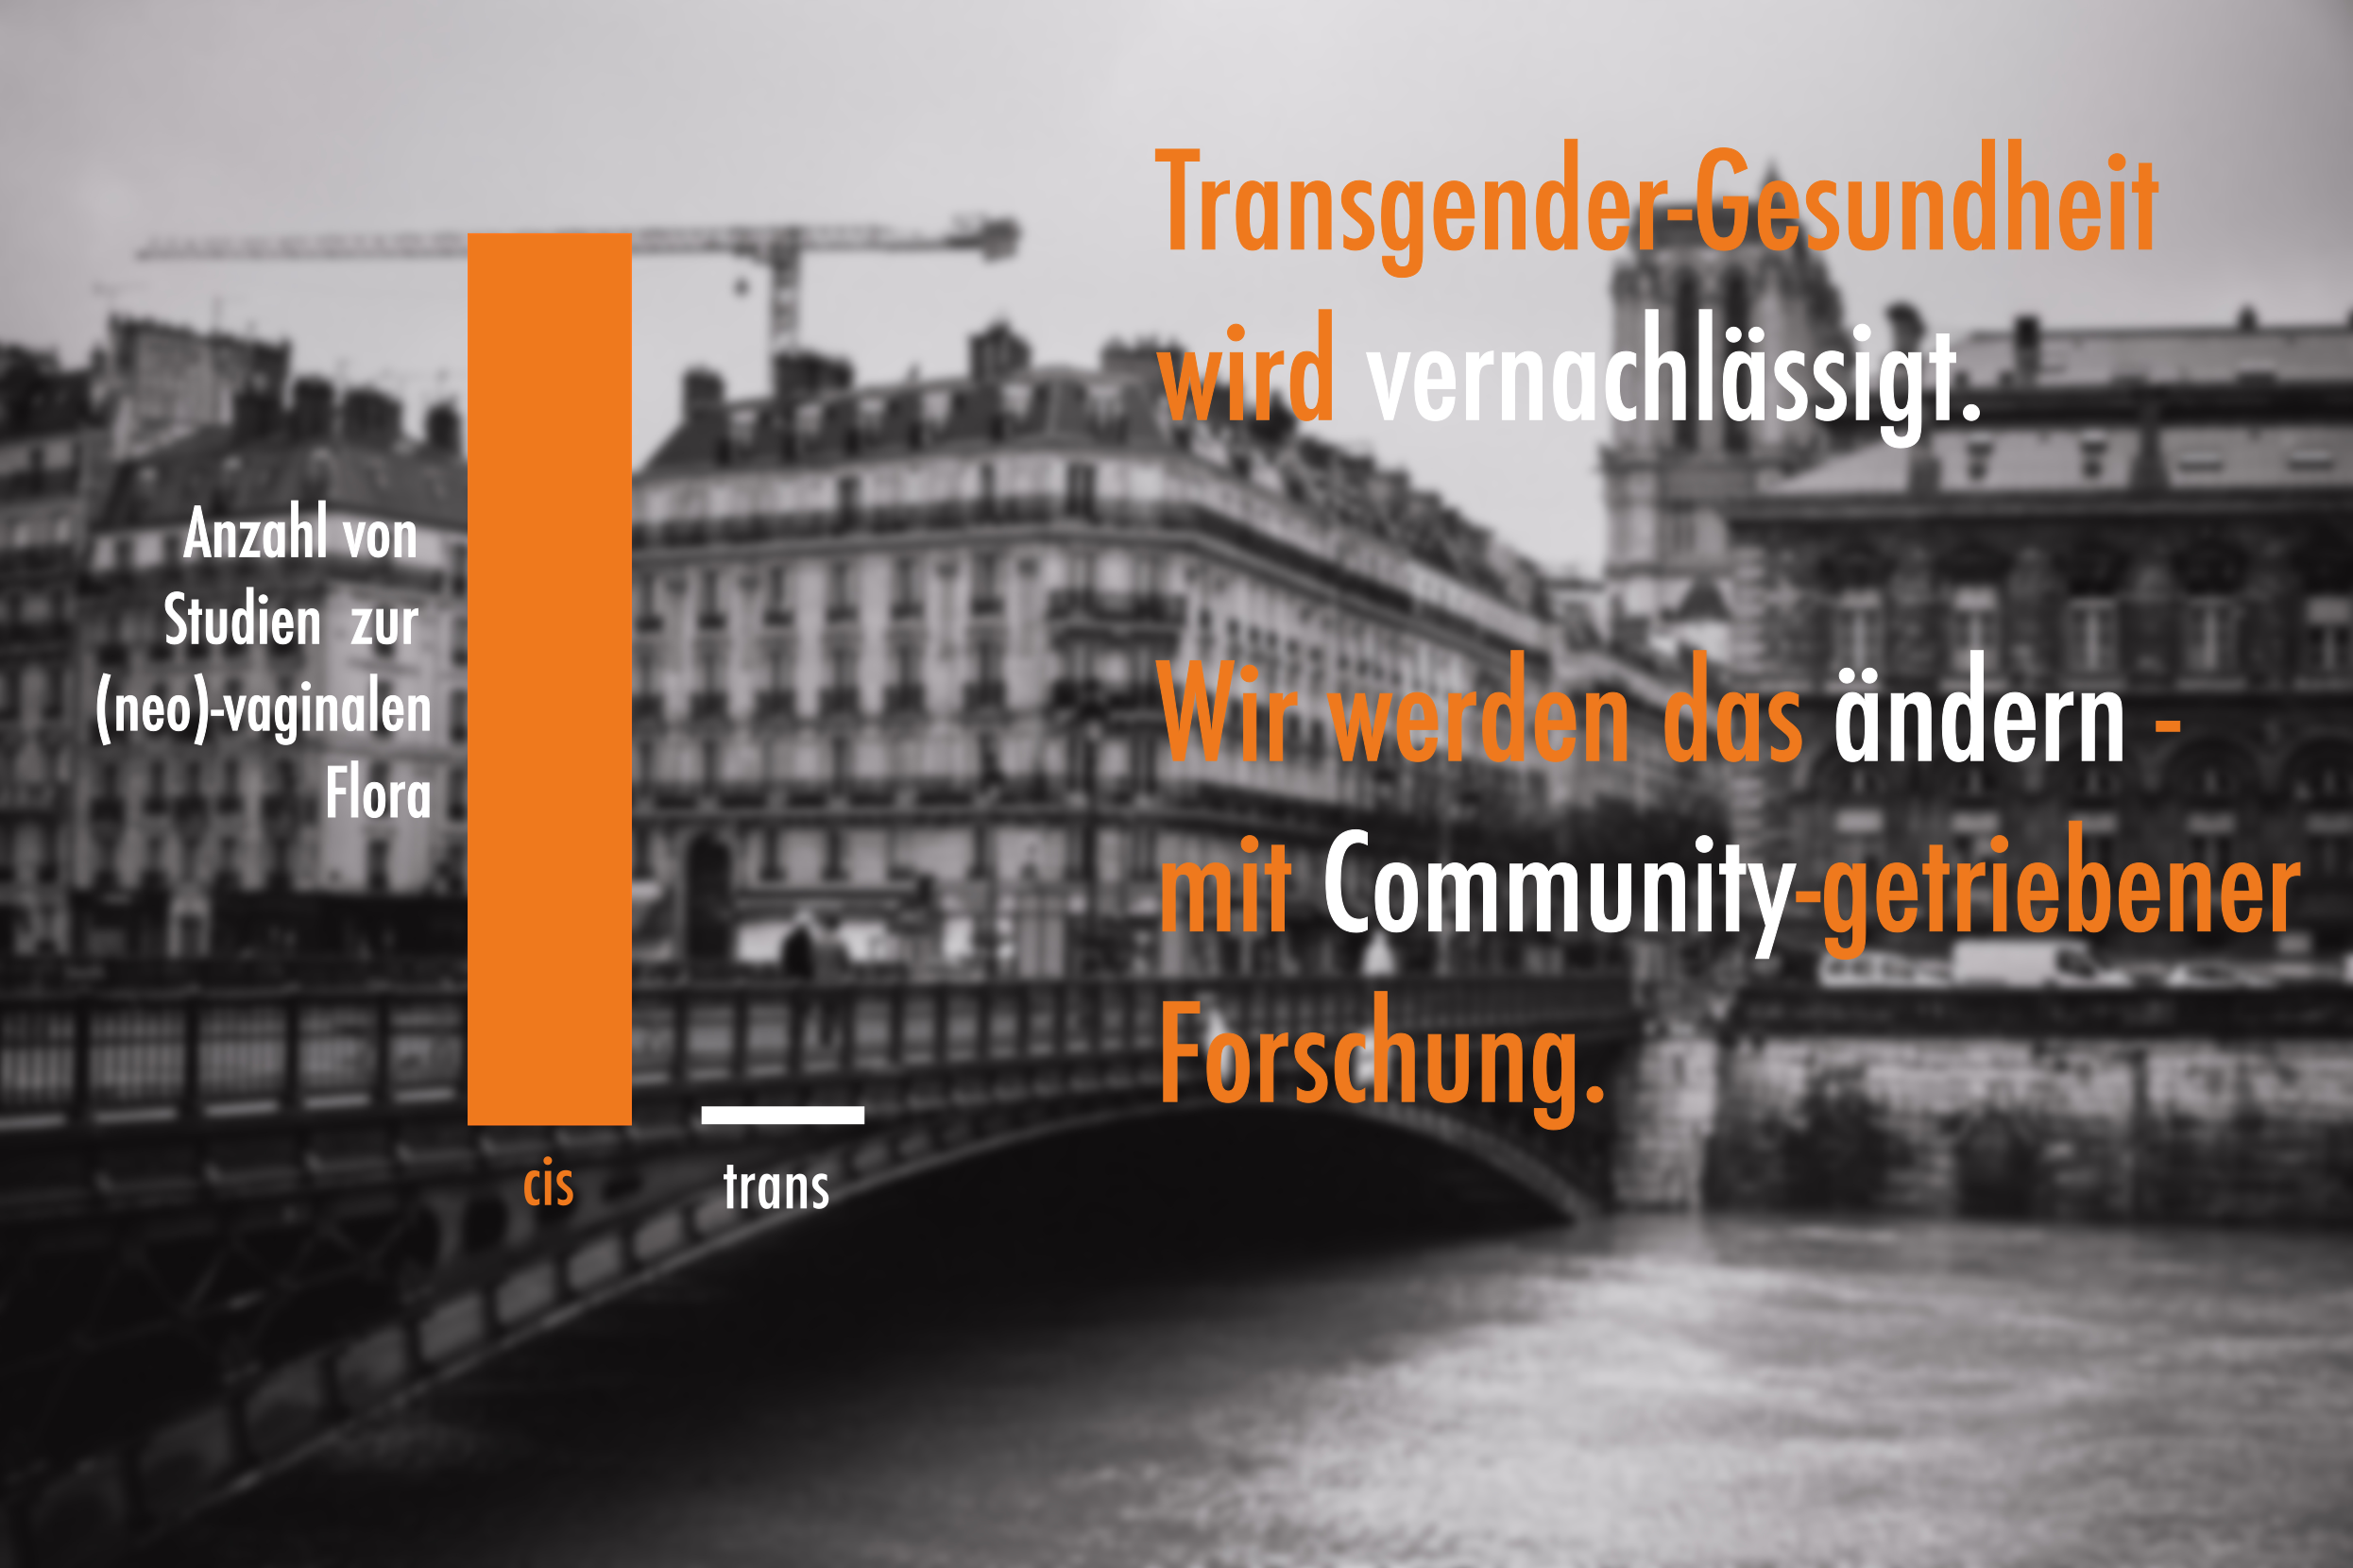 Transgender-Gesundheit
wird vernachlässigt.
Anzahl von
Studien zur
(neo)-vaginalen
Flora
Wir werden das ändern -
mit Community-getriebener
Forschung.
cis
trans